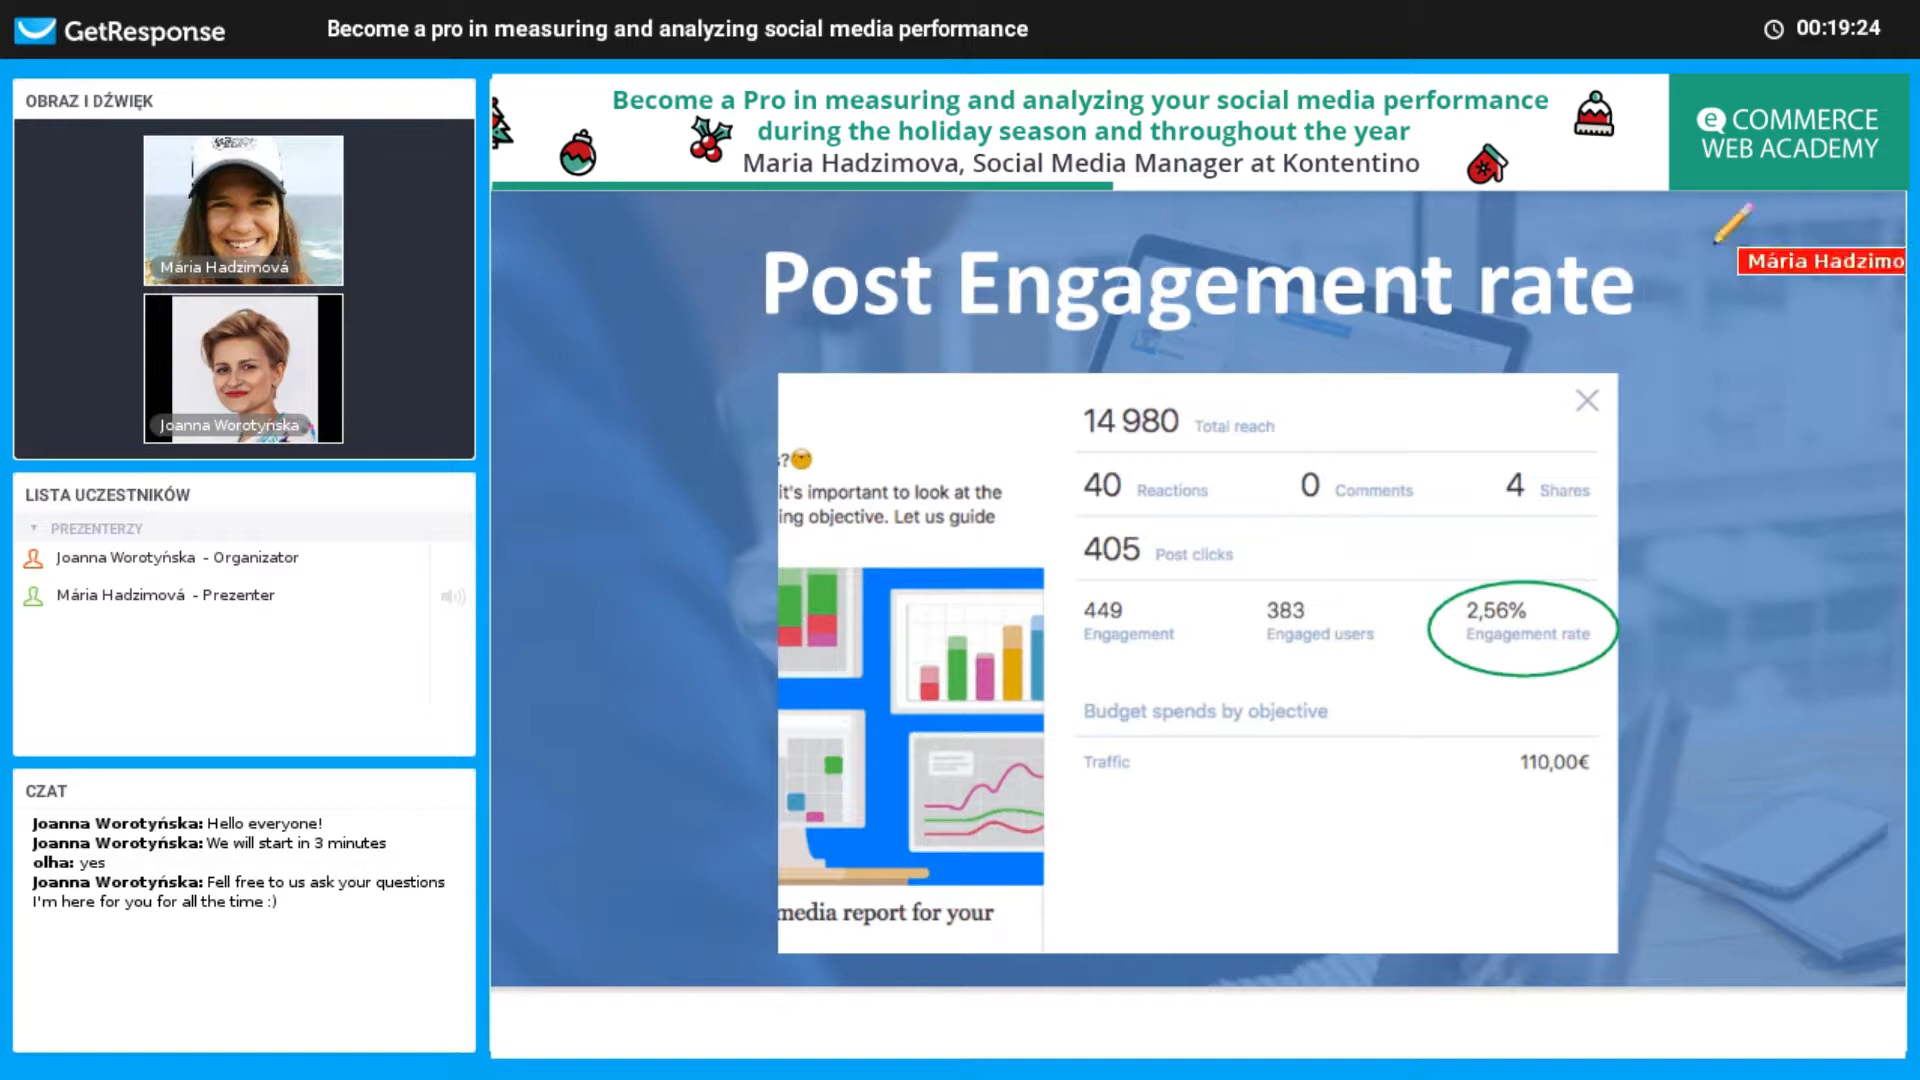 GetResponse
Become a pro in measuring and analyzing social media performance
00:19:24
OBRAZ I DŹWIĘK
Mária Hadzimová
Joanna Worotyńska
LISTA UCZESTNIKÓW
PREZENTERZY
Joanna Worotyńska - Organizator
Mária Hadzimová - Prezenter
CZAT
Joanna Worotyńska: Hello everyone!
Joanna Worotyńska: We will start in 3 minutes
olha: yes
Joanna Worotyńska: Fell free to us ask your questions
I'm here for you for all the time :)
Become a Pro in measuring and analyzing your social media performance
during the holiday season and throughout the year
Maria Hadzimova, Social Media Manager at Kontentino
e COMMERCE
WEB ACADEMY
Mária Hadzimo
Post Engagement rate
s?
it's important to look at the
ing objective. Let us guide
media report for your
14 980 Total reach
40 Reactions 0 Comments 4 Shares
405 Post clicks
449 383 2,56%
Engagement Engaged users Engagement rate
Budget spends by objective
Traffic 110,00€